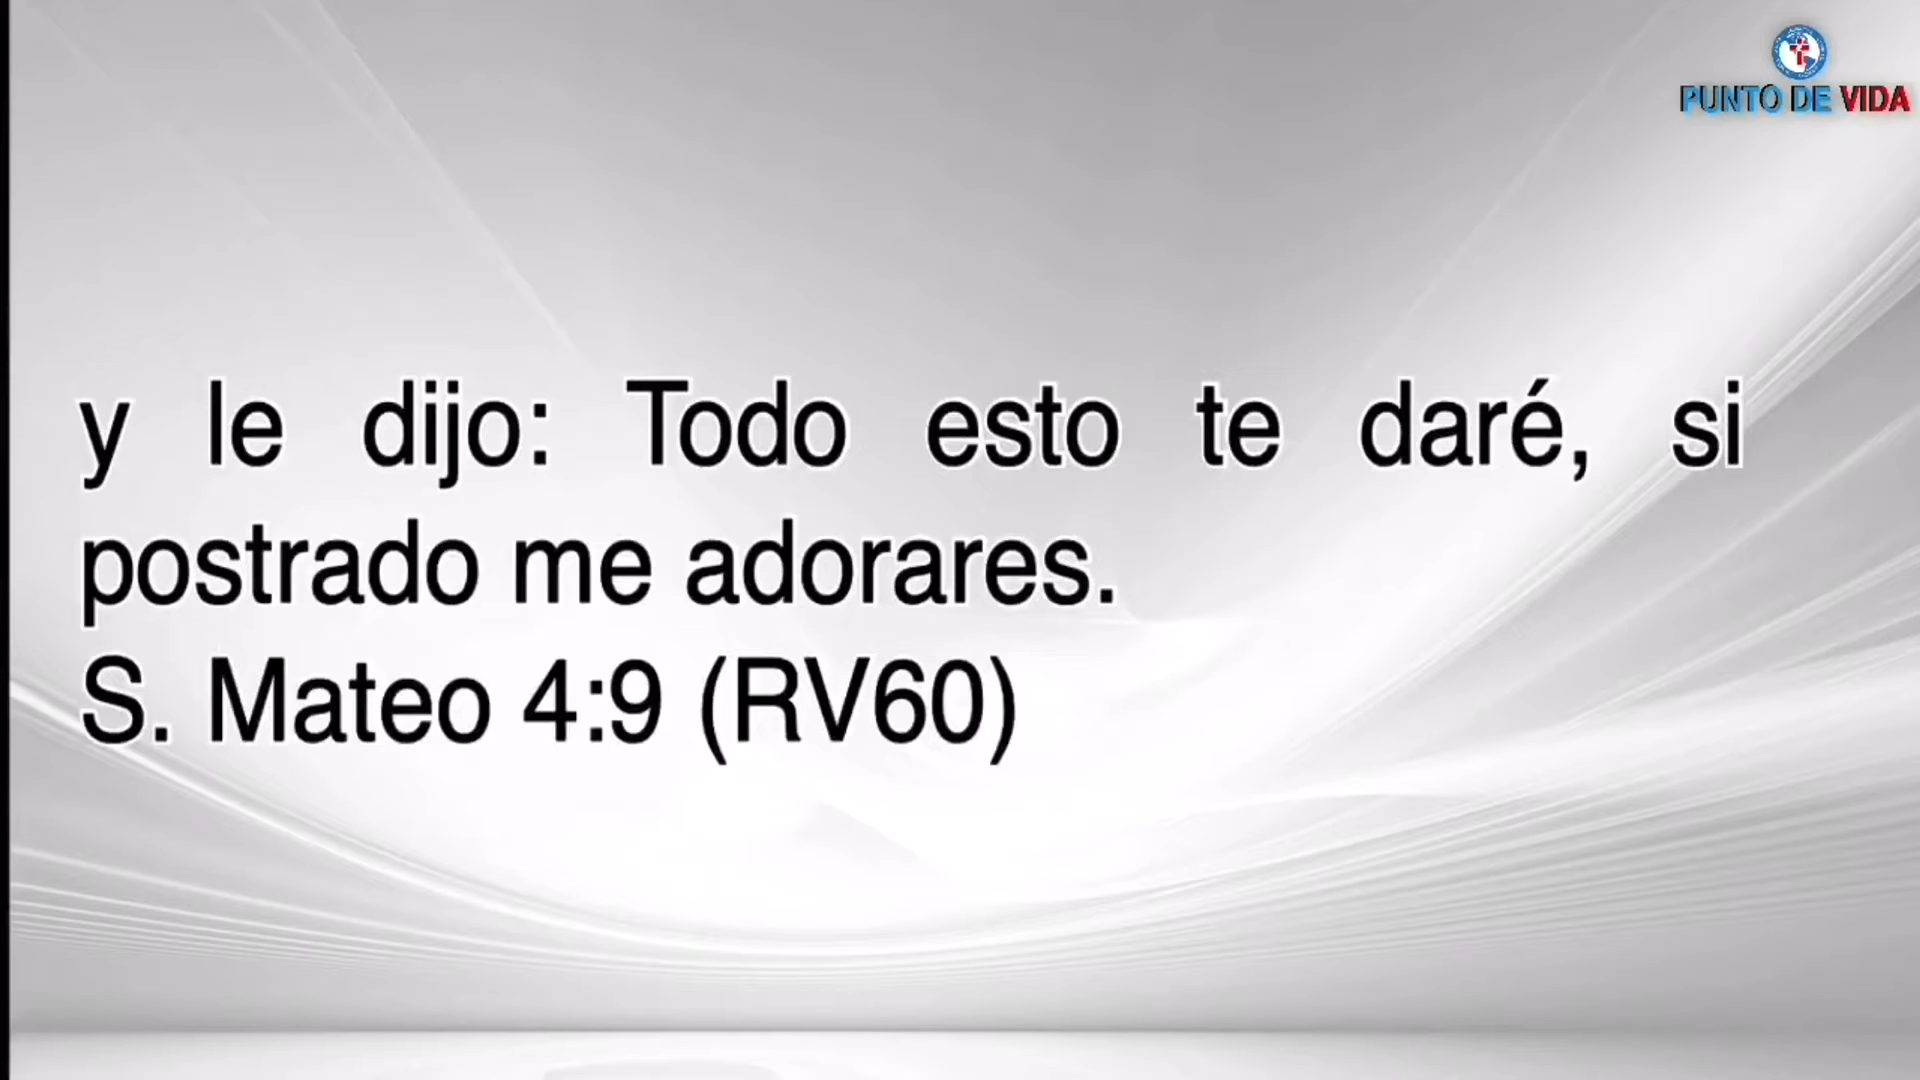 PUNTO DE VIDA
y le dijo: Todo esto te daré, si
postrado me adorares.
S. Mateo 4:9 (RV60)